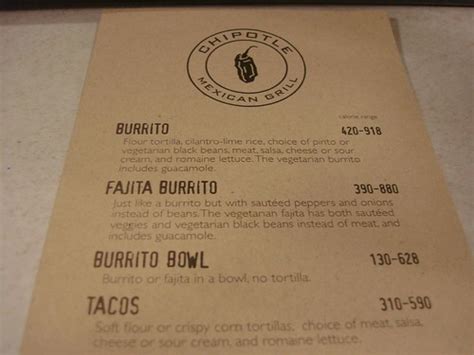 CHIPOTLE
MEXICAN GRILL
calorie range
BURRITO 420-918
Flour tortilla, cilantro-lime rice, choice of pinto or
vegetarian black beans, meat, salsa, cheese or sour
cream, and romaine lettuce. The vegetarian burrito
includes guacamole.
FAJITA BURRITO 390-880
Just like a burrito but with sautéed peppers and onions
instead of beans. The vegetarian fajita has both sautéed
veggies and vegetarian black beans instead of meat, and
includes guacamole.
BURRITO BOWL 130-628
Burrito or fajita in a bowl, no tortilla.
TACOS 310-590
Soft flour or crispy corn tortillas; choice of meat, salsa,
cheese or sour cream, and romaine lettuce.